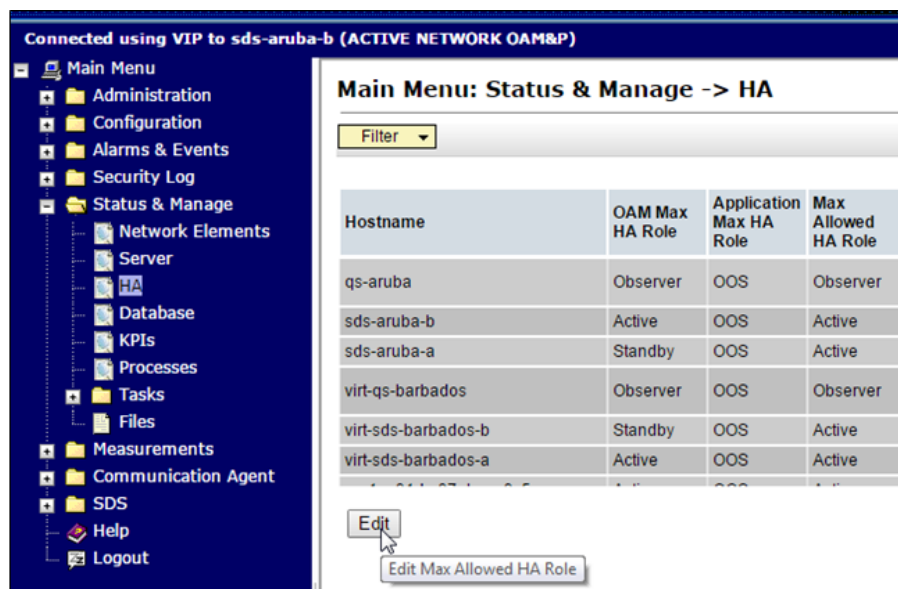 Connected using VIP to sds-aruba-b (ACTIVE NETWORK OAM&P)
Main Menu
Administration
Configuration
Alarms & Events
Security Log
Status & Manage
Network Elements
Server
HA
Database
KPIs
Processes
Tasks
Files
Measurements
Communication Agent
SDS
Help
Logout
Main Menu: Status & Manage -> HA
Filter
Hostname OAM Max HA Role Application Max HA Role Max Allowed HA Role
qs-aruba Observer OOS Observer
sds-aruba-b Active OOS Active
sds-aruba-a Standby OOS Active
virt-qs-barbados Observer OOS Observer
virt-sds-barbados-b Standby OOS Active
virt-sds-barbados-a Active OOS Active
Edit
Edit Max Allowed HA Role